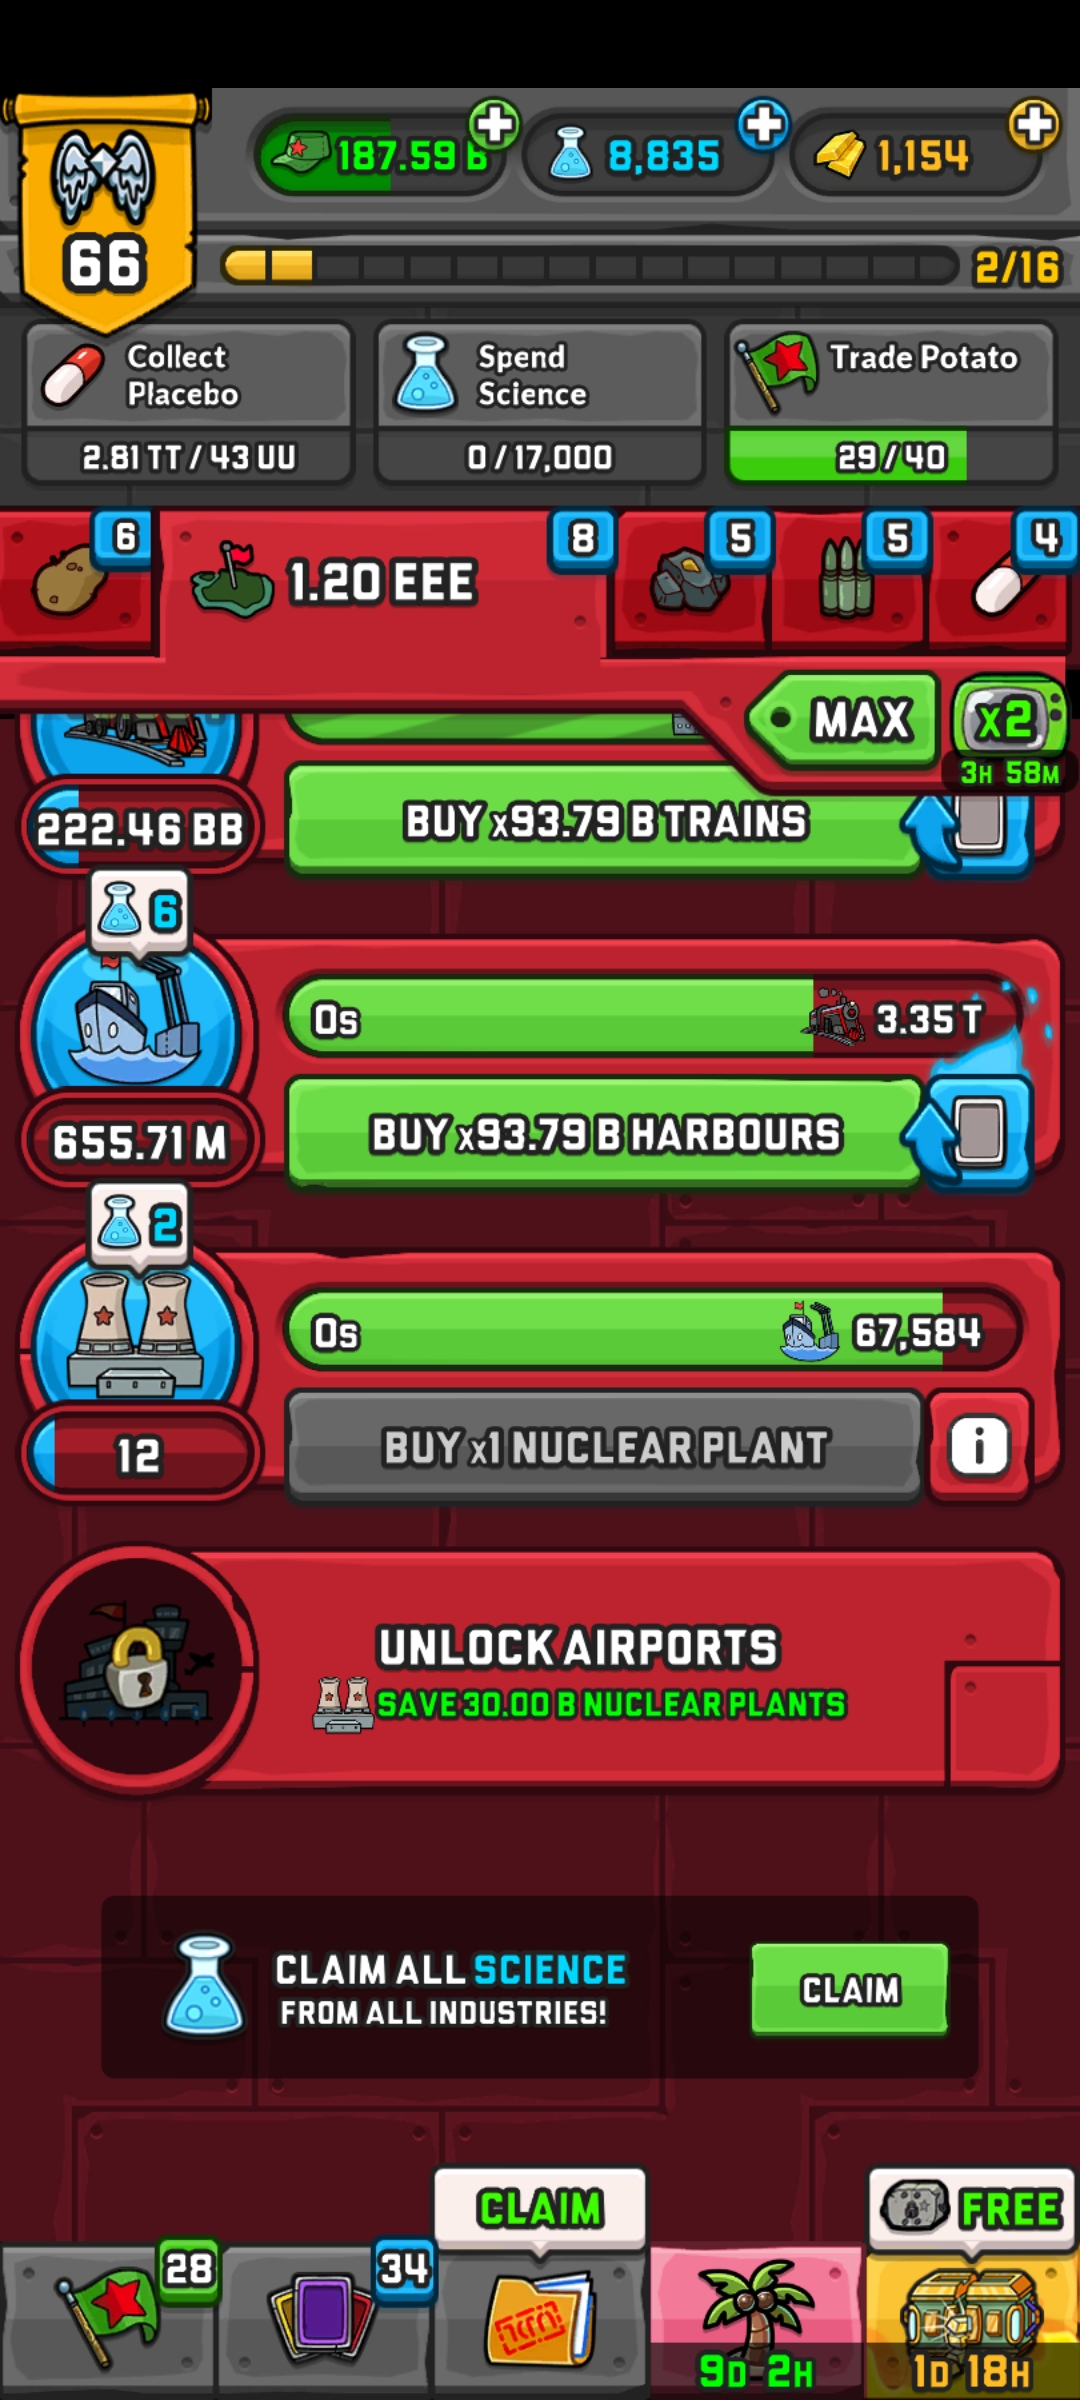 187.59 B
8,835
1,154
66
2/16
Collect
Placebo
2.81 TT / 43 UU
Spend
Science
0 / 17,000
Trade Potato
29 / 40
6
1.20 EEE
8
5
5
4
MAX
x2
3H 58M
222.46 BB
BUY x93.79 B TRAINS
6
0s
3.35 T
655.71 M
BUY x93.79 B HARBOURS
2
0s
67,584
12
BUY x1 NUCLEAR PLANT
i
UNLOCK AIRPORTS
SAVE 30.00 B NUCLEAR PLANTS
CLAIM ALL SCIENCE
FROM ALL INDUSTRIES!
CLAIM
CLAIM
FREE
28
34
9D 2H
1D 18H